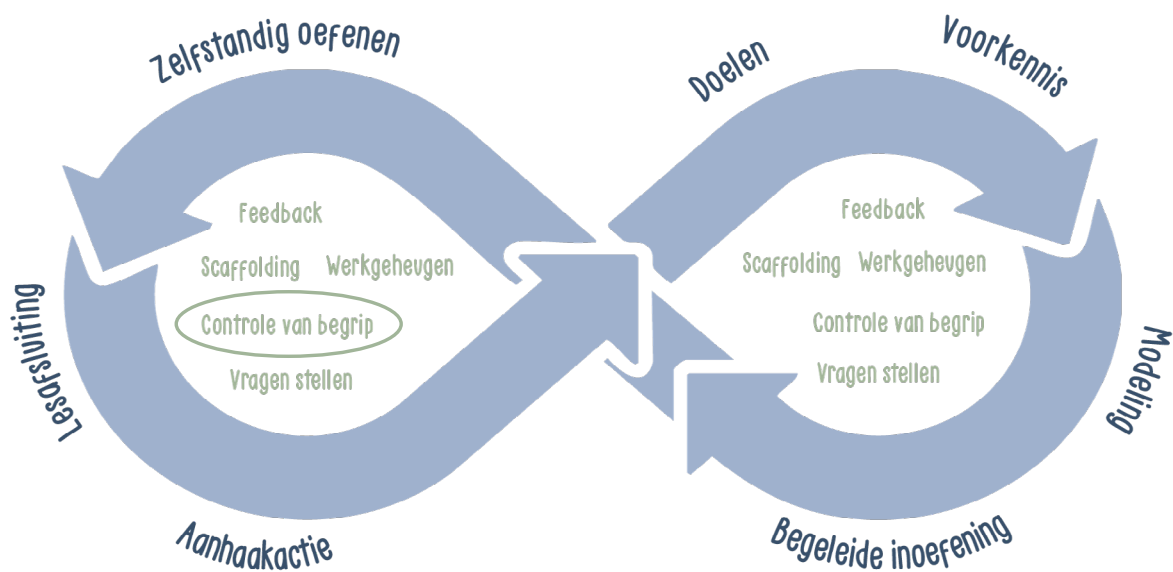 Zelfstandig oefenen
Doelen
Voorkennis
Feedback
Scaffolding Werkgeheugen
Controle van begrip
Vragen stellen
Feedback
Scaffolding Werkgeheugen
Controle van begrip
Vragen stellen
Lesafsluiting
Modeling
Aanhaakactie
Begeleide inoefening